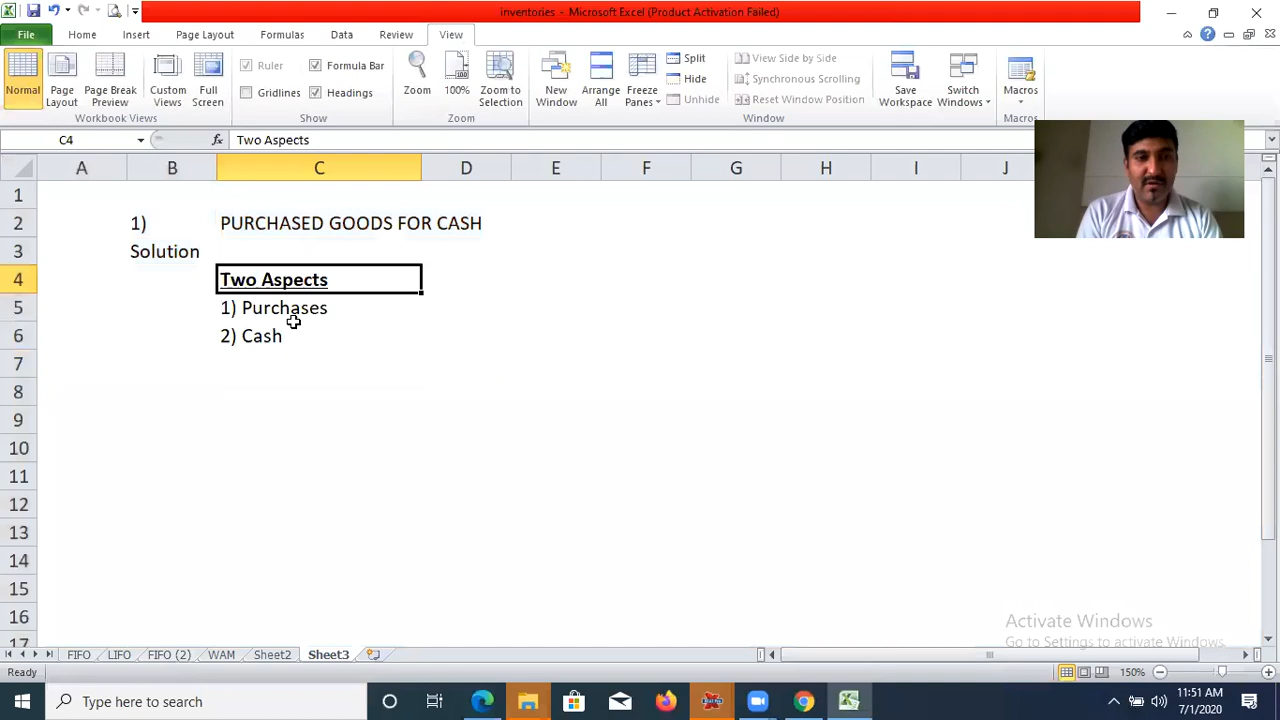 inventories - Microsoft Excel (Product Activation Failed)
File Home Insert Page Layout Formulas Data Review View
Normal Page Layout Page Break Preview Custom Views Full Screen
Workbook Views
Ruler Formula Bar
Gridlines Headings
Show
Zoom 100% Zoom to Selection
Zoom
New Window Arrange All Freeze Panes
Split
Hide
Unhide
View Side by Side
Synchronous Scrolling
Reset Window Position
Window
Save Workspace Switch Windows
Macros
Macros
C4 fx Two Aspects
A B C D E F G H I J
1
2 1) PURCHASED GOODS FOR CASH
3 Solution
4 Two Aspects
5 1) Purchases
6 2) Cash
7
8
9
10
11
12
13
14
15
16
17
Activate Windows
Go to Settings to activate Windows.
FIFO LIFO FIFO (2) WAM Sheet2 Sheet3
Ready 150%
Type here to search
11:51 AM
7/1/2020